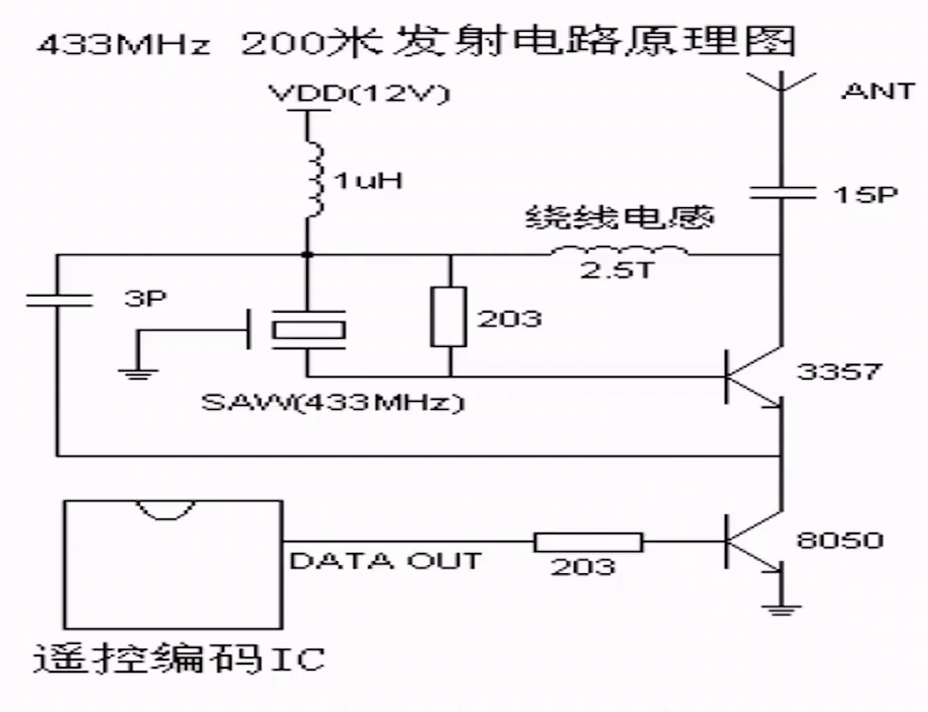 433MHz 200米发射电路原理图
VDD(12V)
ANT
1uH
15P
绕线电感
2.5T
3P
203
3357
SAW(433MHz)
8050
DATA OUT
203
遥控编码IC